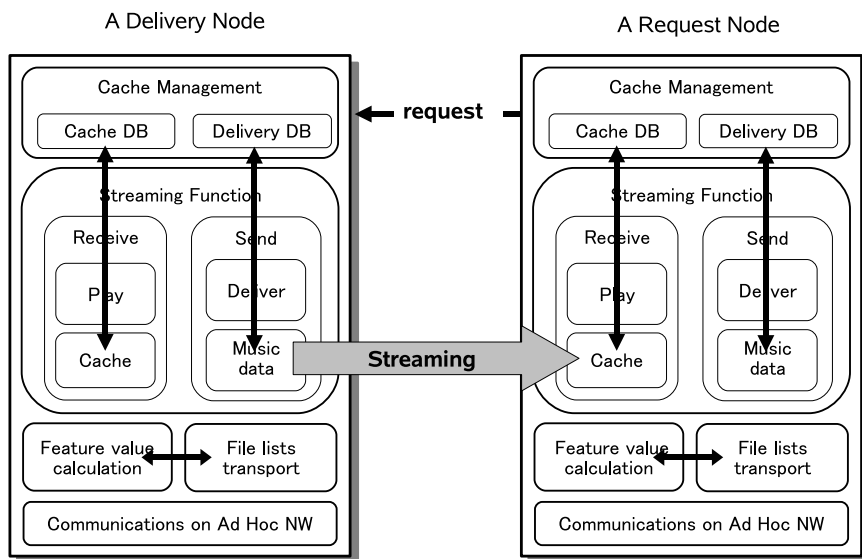 A Delivery Node
Cache Management
Cache DB
Delivery DB
Streaming Function
Receive
Send
Play
Deliver
Cache
Music
data
Feature value
calculation
File lists
transport
Communications on Ad Hoc NW
request
Streaming
A Request Node
Cache Management
Cache DB
Delivery DB
Streaming Function
Receive
Send
Play
Deliver
Cache
Music
data
Feature value
calculation
File lists
transport
Communications on Ad Hoc NW